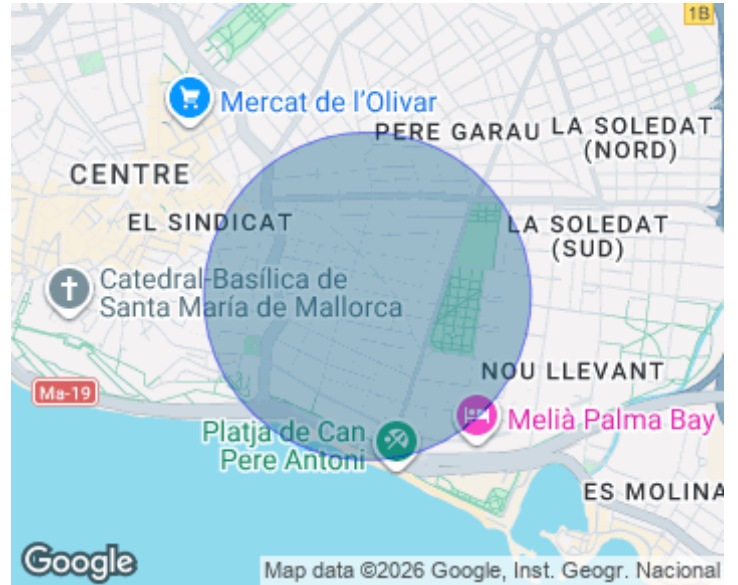 1B
Mercat de l'Olivar
PERE GARAU
LA SOLEDAT
(NORD)
CENTRE
EL SINDICAT
LA SOLEDAT
(SUD)
Catedral-Basílica de
Santa María de Mallorca
NOU LLEVANT
Ma-19
Melià Palma Bay
Platja de Can
Pere Antoni
ES MOLINA
Google
Map data ©2026 Google, Inst. Geogr. Nacional